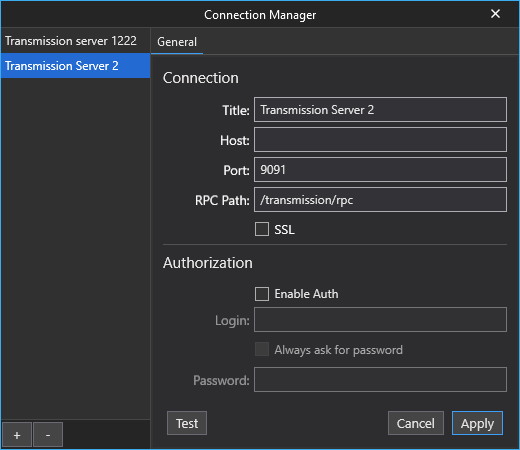 Connection Manager
Transmission server 1222
Transmission Server 2
General
Connection
Title: Transmission Server 2
Host:
Port: 9091
RPC Path: /transmission/rpc
SSL
Authorization
Enable Auth
Login:
Always ask for password
Password:
+ - Test Cancel Apply